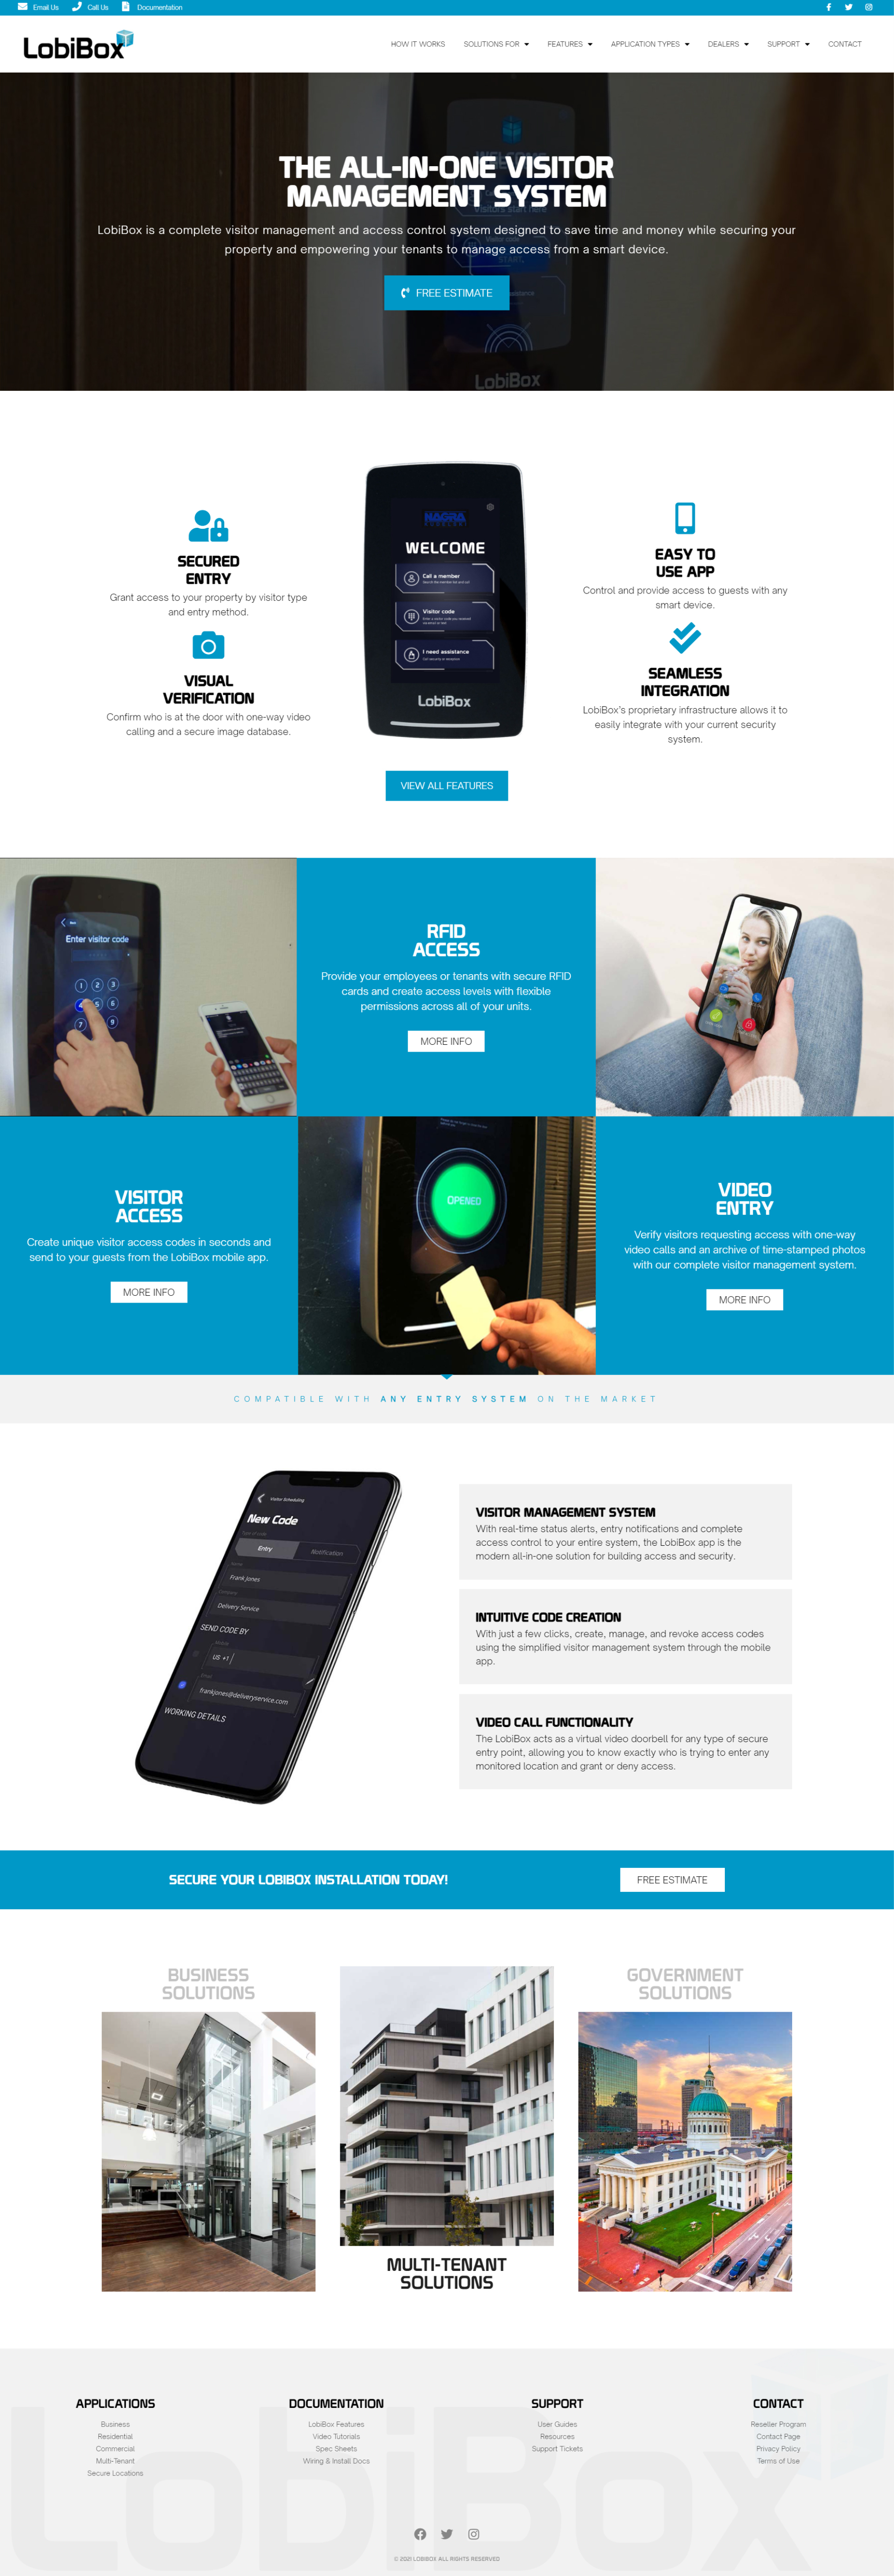 Email Us Call Us Documentation
LobiBox
HOW IT WORKS SOLUTIONS FOR FEATURES APPLICATION TYPES DEALERS SUPPORT CONTACT
THE ALL-IN-ONE VISITOR
MANAGEMENT SYSTEM
LobiBox is a complete visitor management and access control system designed to save time and money while securing your
property and empowering your tenants to manage access from a smart device.
FREE ESTIMATE
LobiBox
SECURED
ENTRY
Grant access to your property by visitor type
and entry method.
VISUAL
VERIFICATION
Confirm who is at the door with one-way video
calling and a secure image database.
WELCOME
Call a member
Visitor code
I need assistance
LobiBox
EASY TO
USE APP
Control and provide access to guests with any
smart device.
SEAMLESS
INTEGRATION
LobiBox's proprietary infrastructure allows it to
easily integrate with your current security
system.
VIEW ALL FEATURES
Enter visitor code
1 2 3
4 5 6
7 9
RFID
ACCESS
Provide your employees or tenants with secure RFID
cards and create access levels with flexible
permissions across all of your units.
MORE INFO
VISITOR
ACCESS
Create unique visitor access codes in seconds and
send to your guests from the LobiBox mobile app.
MORE INFO
OPENED
VIDEO
ENTRY
Verify visitors requesting access with one-way
video calls and an archive of time-stamped photos
with our complete visitor management system.
MORE INFO
COMPATIBLE WITH ANY ENTRY SYSTEM ON THE MARKET
Visitor Scheduling
New Code
Entry Notification
Frank Jones
Delivery Service
SEND CODE BY
US +1
frankjones@deliveryservice.com
WORKING DETAILS
VISITOR MANAGEMENT SYSTEM
With real-time status alerts, entry notifications and complete
access control to your entire system, the LobiBox app is the
modern all-in-one solution for building access and security.
INTUITIVE CODE CREATION
With just a few clicks, create, manage, and revoke access codes
using the simplified visitor management system through the mobile
app.
VIDEO CALL FUNCTIONALITY
The LobiBox acts as a virtual video doorbell for any type of secure
entry point, allowing you to know exactly who is trying to enter any
monitored location and grant or deny access.
SECURE YOUR LOBIBOX INSTALLATION TODAY!
FREE ESTIMATE
BUSINESS
SOLUTIONS
MULTI-TENANT
SOLUTIONS
GOVERNMENT
SOLUTIONS
APPLICATIONS
Business
Residential
Commercial
Multi-Tenant
Secure Locations
DOCUMENTATION
LobiBox Features
Video Tutorials
Spec Sheets
Wiring & Install Docs
SUPPORT
User Guides
Resources
Support Tickets
CONTACT
Reseller Program
Contact Page
Privacy Policy
Terms of Use
LobiBox
© 2021 LOBIBOX ALL RIGHTS RESERVED